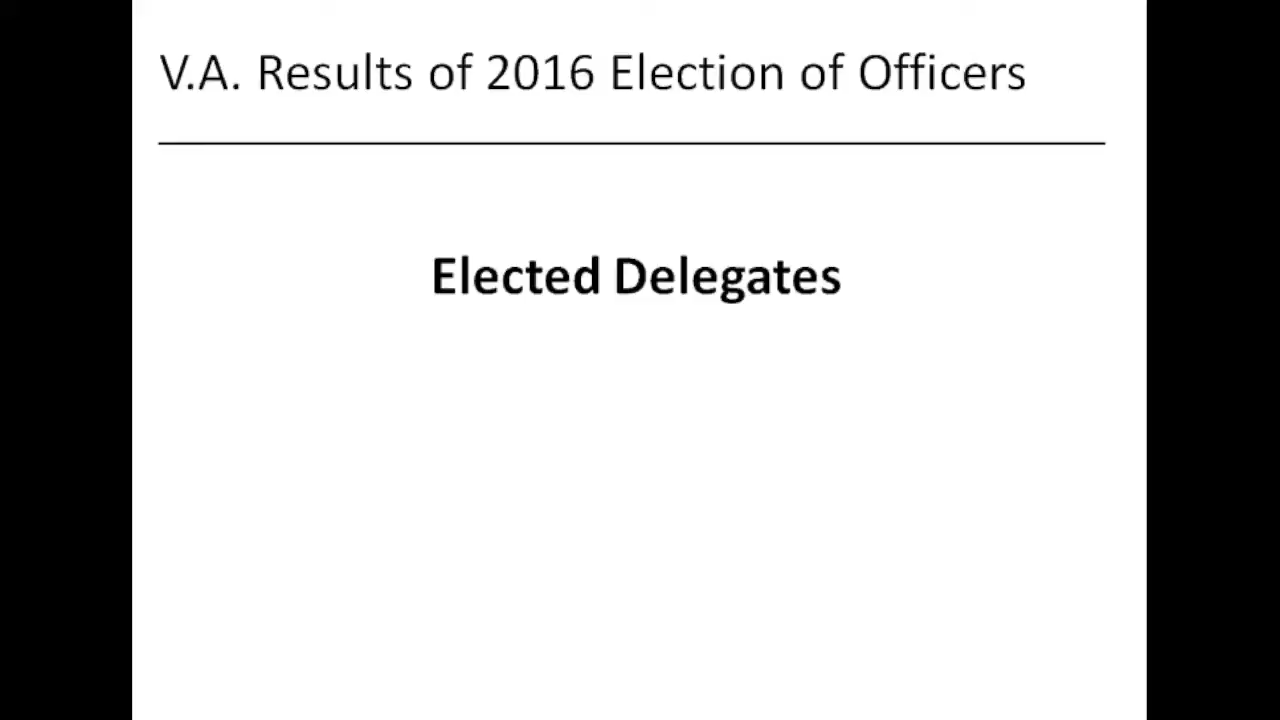 V.A. Results of 2016 Election of Officers
Elected Delegates